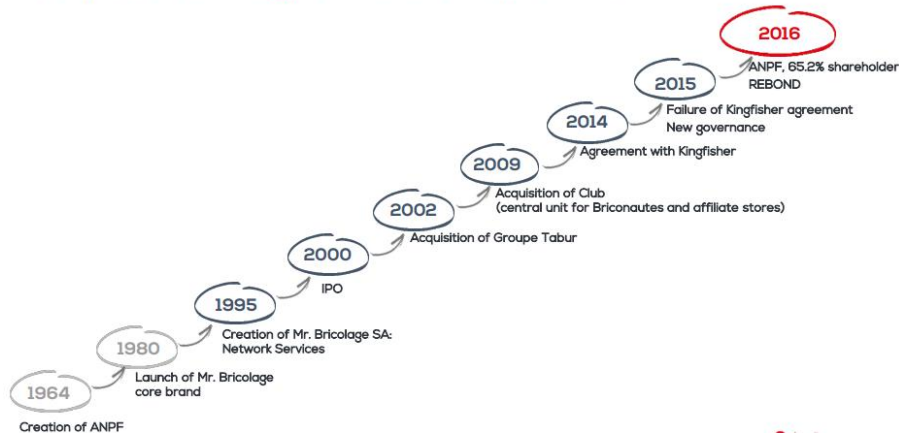 2016
ANPF, 65.2% shareholder
REBOND
2015
Failure of Kingfisher agreement
New governance
2014
Agreement with Kingfisher
2009
Acquisition of Club
(central unit for Briconautes and affiliate stores)
2002
Acquisition of Groupe Tabur
2000
IPO
1995
Creation of Mr. Bricolage SA:
Network Services
1980
Launch of Mr. Bricolage
core brand
1964
Creation of ANPF